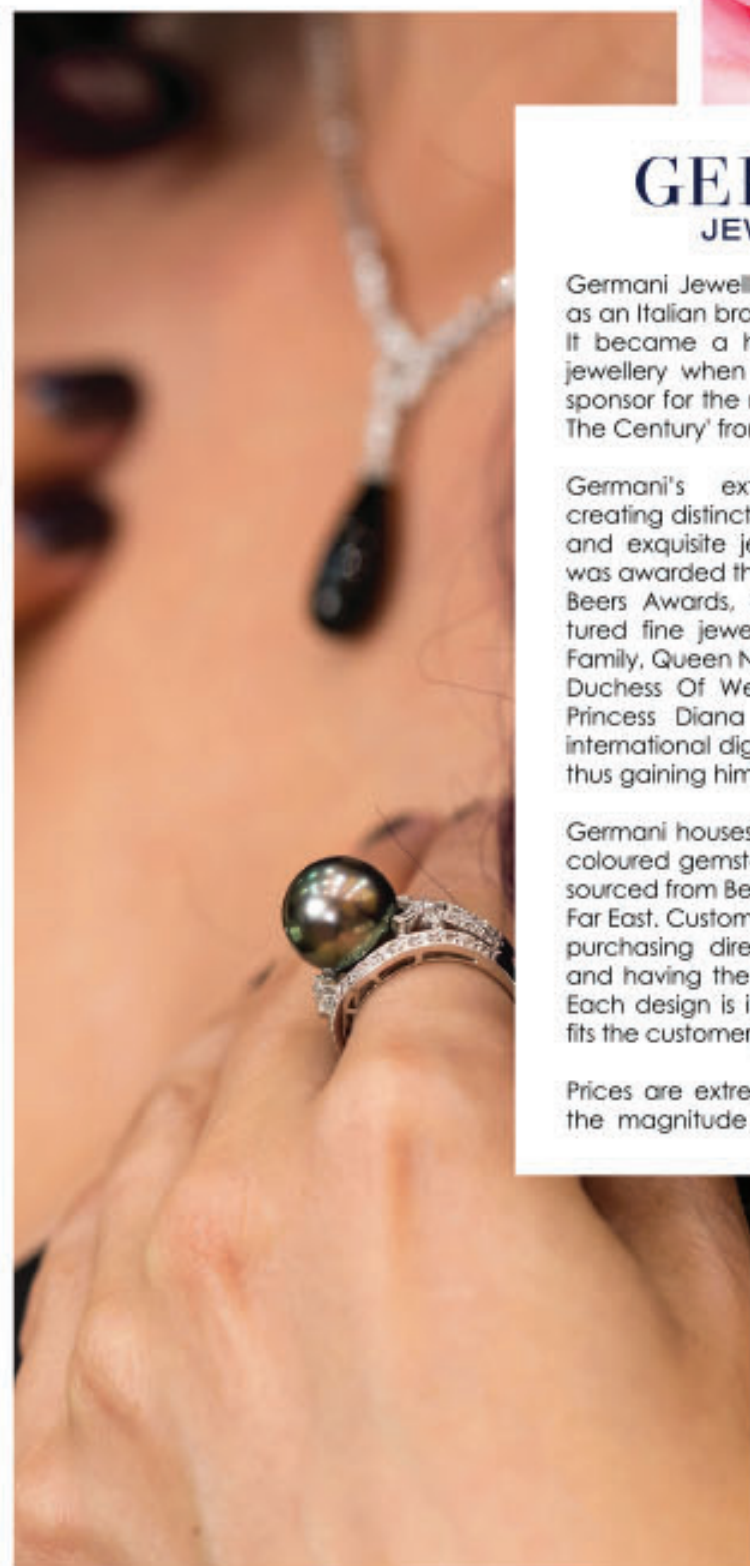 GE
JEW
Germani Jewell
as an Italian bra
It became a h
jewellery when
sponsor for the
The Century' fro
Germani's ex
creating distinct
and exquisite je
was awarded th
Beers Awards,
tured fine jewe
Family, Queen N
Duchess Of We
Princess Diana
international dig
thus gaining him
Germani houses
coloured gemst
sourced from Be
Far East. Custom
purchasing dire
and having the
Each design is i
fits the customer
Prices are extre
the magnitude